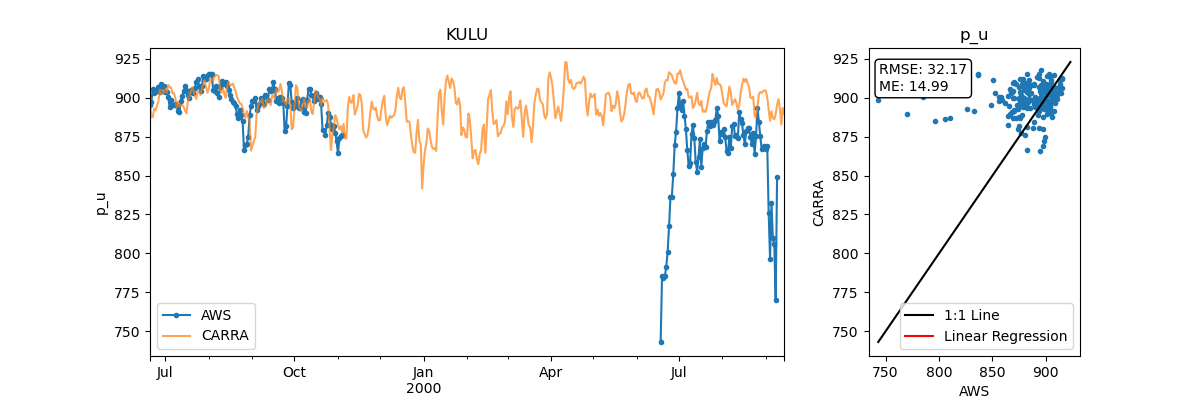 KULU
p_u
925
900
875
850
825
800
775
750
p_u
AWS
CARRA
Jul
Oct
Jan
2000
Apr
Jul
p_u
925
900
875
850
825
800
775
750
CARRA
RMSE: 32.17
ME: 14.99
1:1 Line
Linear Regression
750
800
850
900
AWS